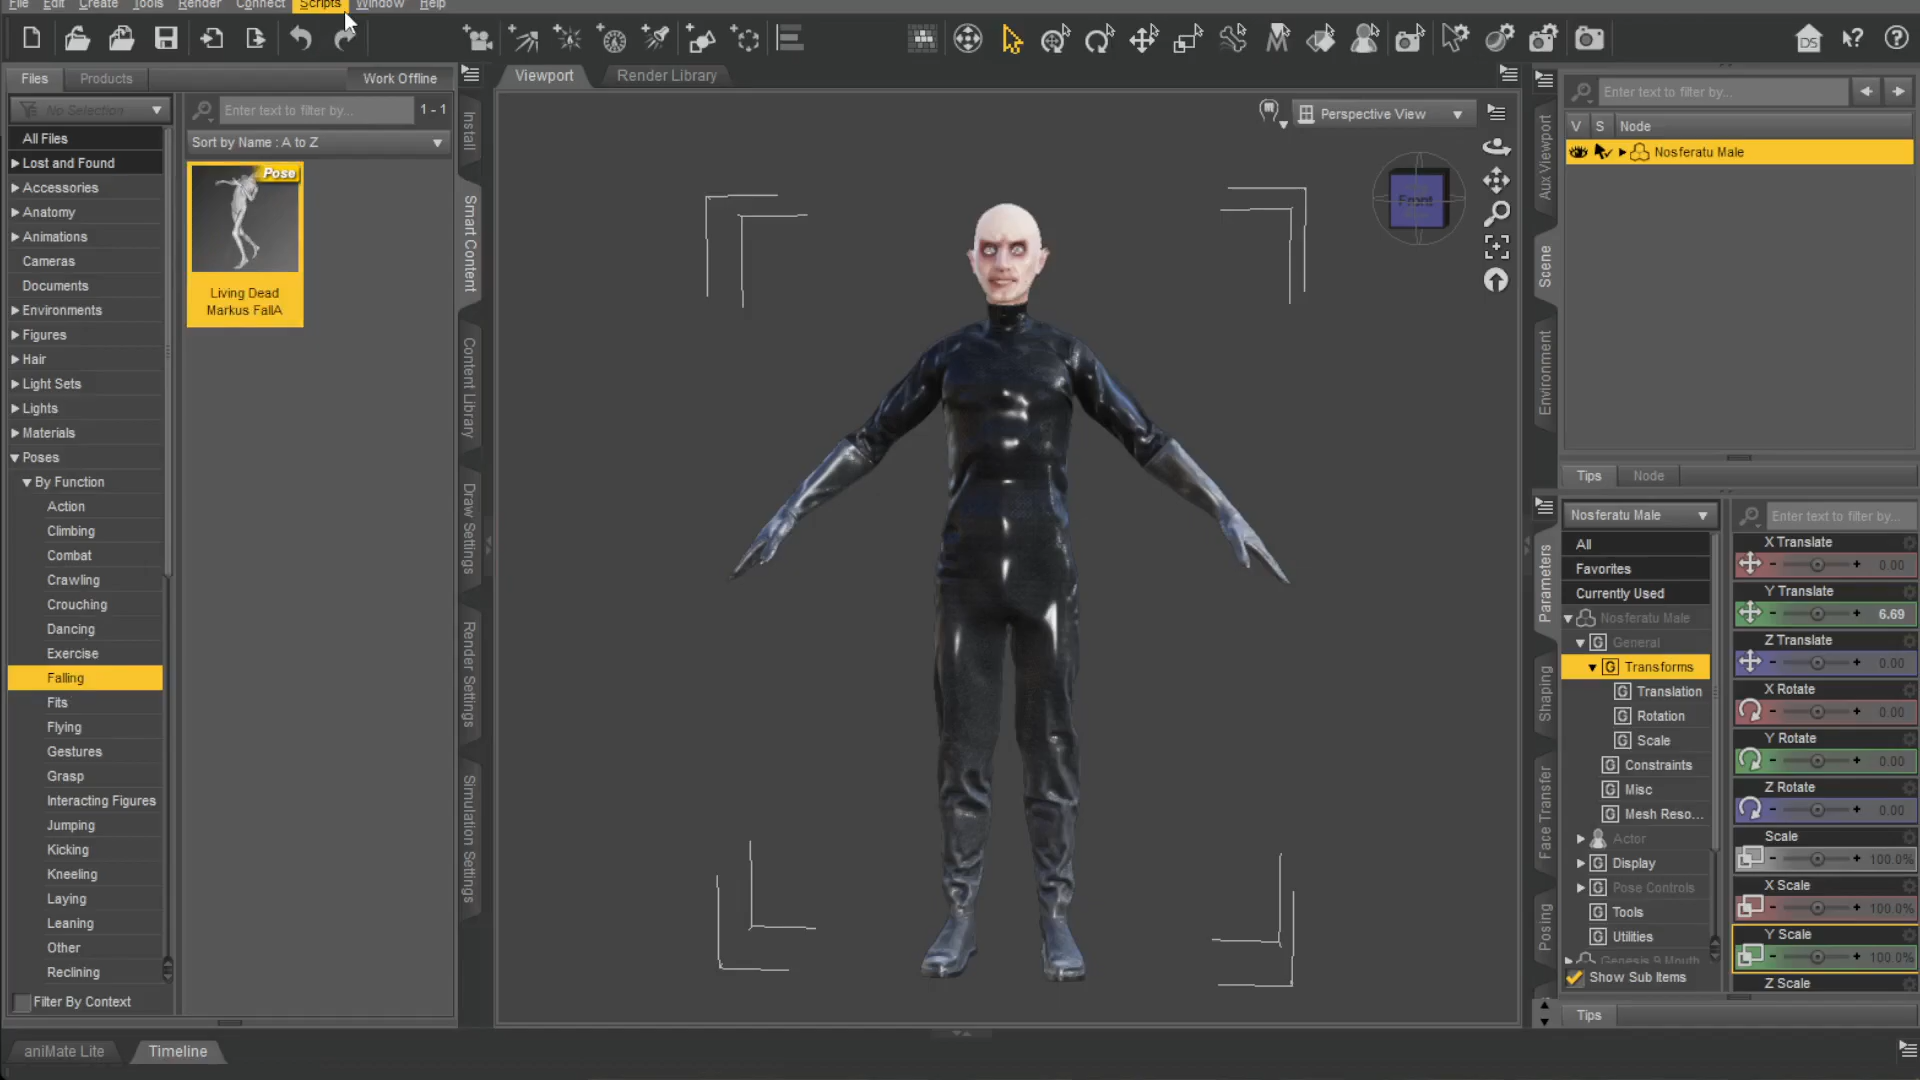 File Edit Create Tools Render Connect Scripts Window Help
Files Products Work Offline
No Selection
Enter text to filter by... 1 - 1
Sort by Name : A to Z
All Files
Lost and Found
Accessories
Anatomy
Animations
Cameras
Documents
Environments
Figures
Hair
Light Sets
Lights
Materials
Poses
By Function
Action
Climbing
Combat
Crawling
Crouching
Dancing
Exercise
Falling
Fits
Flying
Gestures
Grasp
Interacting Figures
Jumping
Kicking
Kneeling
Laying
Leaning
Other
Reclining
Filter By Context
Pose
Living Dead
Markus FallA
Install
Smart Content
Content Library
Draw Settings
Render Settings
Simulation Settings
Viewport Render Library
Perspective View
Front
DS
Aux Viewport
Scene
Environment
Enter text to filter by...
V S Node
Nosferatu Male
Tips Node
Parameters
Shaping
Face Transfer
Posing
Nosferatu Male
Enter text to filter by...
All
Favorites
Currently Used
Nosferatu Male
General
Transforms
Translation
Rotation
Scale
Constraints
Misc
Mesh Reso...
Actor
Display
Pose Controls
Tools
Utilities
Genesis 9 Mouth
Show Sub Items
X Translate
0.00
Y Translate
6.69
Z Translate
0.00
X Rotate
0.00
Y Rotate
0.00
Z Rotate
0.00
Scale
100.0%
X Scale
100.0%
Y Scale
100.0%
Z Scale
Tips
aniMate Lite Timeline